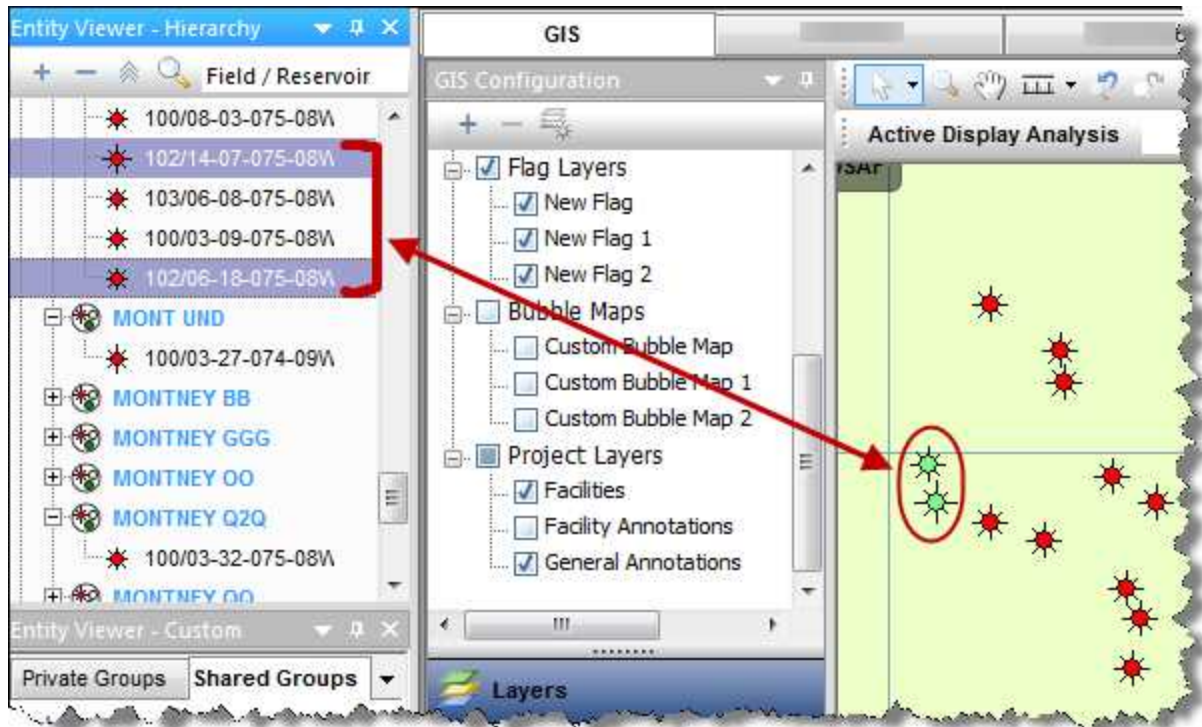 Entity Viewer - Hierarchy
Field / Reservoir
100/08-03-075-08W
102/14-07-075-08W
103/06-08-075-08W
100/03-09-075-08W
102/06-18-075-08W
MONT UND
100/03-27-074-09W
MONTNEY BB
MONTNEY GGG
MONTNEY OO
MONTNEY Q2Q
100/03-32-075-08W
MONTNEY QQ
Entity Viewer - Custom
Private Groups
Shared Groups
GIS
GIS Configuration
Flag Layers
New Flag
New Flag 1
New Flag 2
Bubble Maps
Custom Bubble Map
Custom Bubble Map 1
Custom Bubble Map 2
Project Layers
Facilities
Facility Annotations
General Annotations
Layers
Active Display Analysis